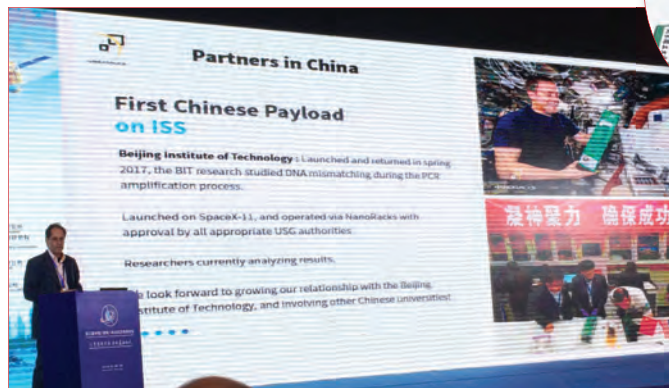 Partners in China
First Chinese Payload
on ISS
Beijing Institute of Technology : Launched and returned in spring
2017, the BIT research studied DNA mismatching during the PCR
amplification process.
Launched on SpaceX-11, and operated via NanoRacks with
approval by all appropriate USG authorities
Researchers currently analyzing results.
look forward to growing our relationship with the Beijing
stitute of Technology, and involving other Chinese universities!
凝神聚力 确保成功